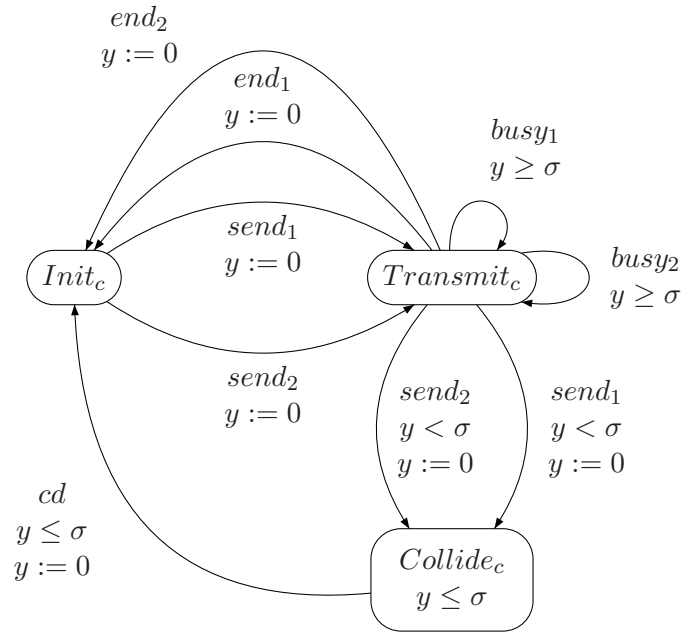 end₂
y := 0
end₁
y := 0
busy₁
y ≥ σ
send₁
y := 0
Init_c
Transmit_c
busy₂
y ≥ σ
send₂
y := 0
send₂
y < σ
y := 0
send₁
y < σ
y := 0
cd
y ≤ σ
y := 0
Collide_c
y ≤ σ